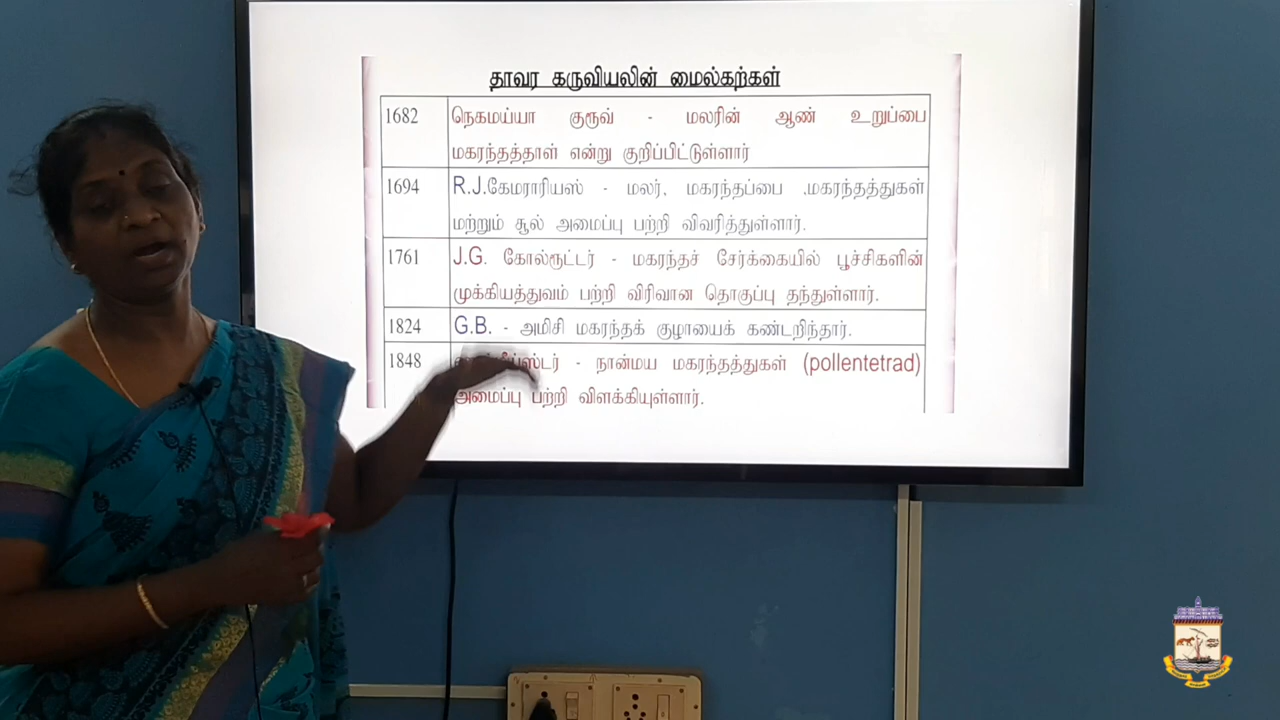 தாவர கருவியலின் மைல்கற்கள்
1682 நெகமய்யா குரூவ் - மலரின் ஆண் உறுப்பை
மகரந்தத்தாள் என்று குறிப்பிட்டுள்ளார்
1694 R.J.கேமராரியஸ் - மலர், மகரந்தப்பை ,மகரந்தத்துகள்
மற்றும் சூல் அமைப்பு பற்றி விவரித்துள்ளார்.
1761 J.G. கோல்ரூட்டர் - மகரந்தச் சேர்க்கையில் பூச்சிகளின்
முக்கியத்துவம் பற்றி விரிவான தொகுப்பு தந்துள்ளார்.
1824 G.B. - அமிசி மகரந்தக் குழாயைக் கண்டறிந்தார்.
1848 - நான்மய மகரந்தத்துகள் (pollentetrad)
அமைப்பு பற்றி விளக்கியுள்ளார்.